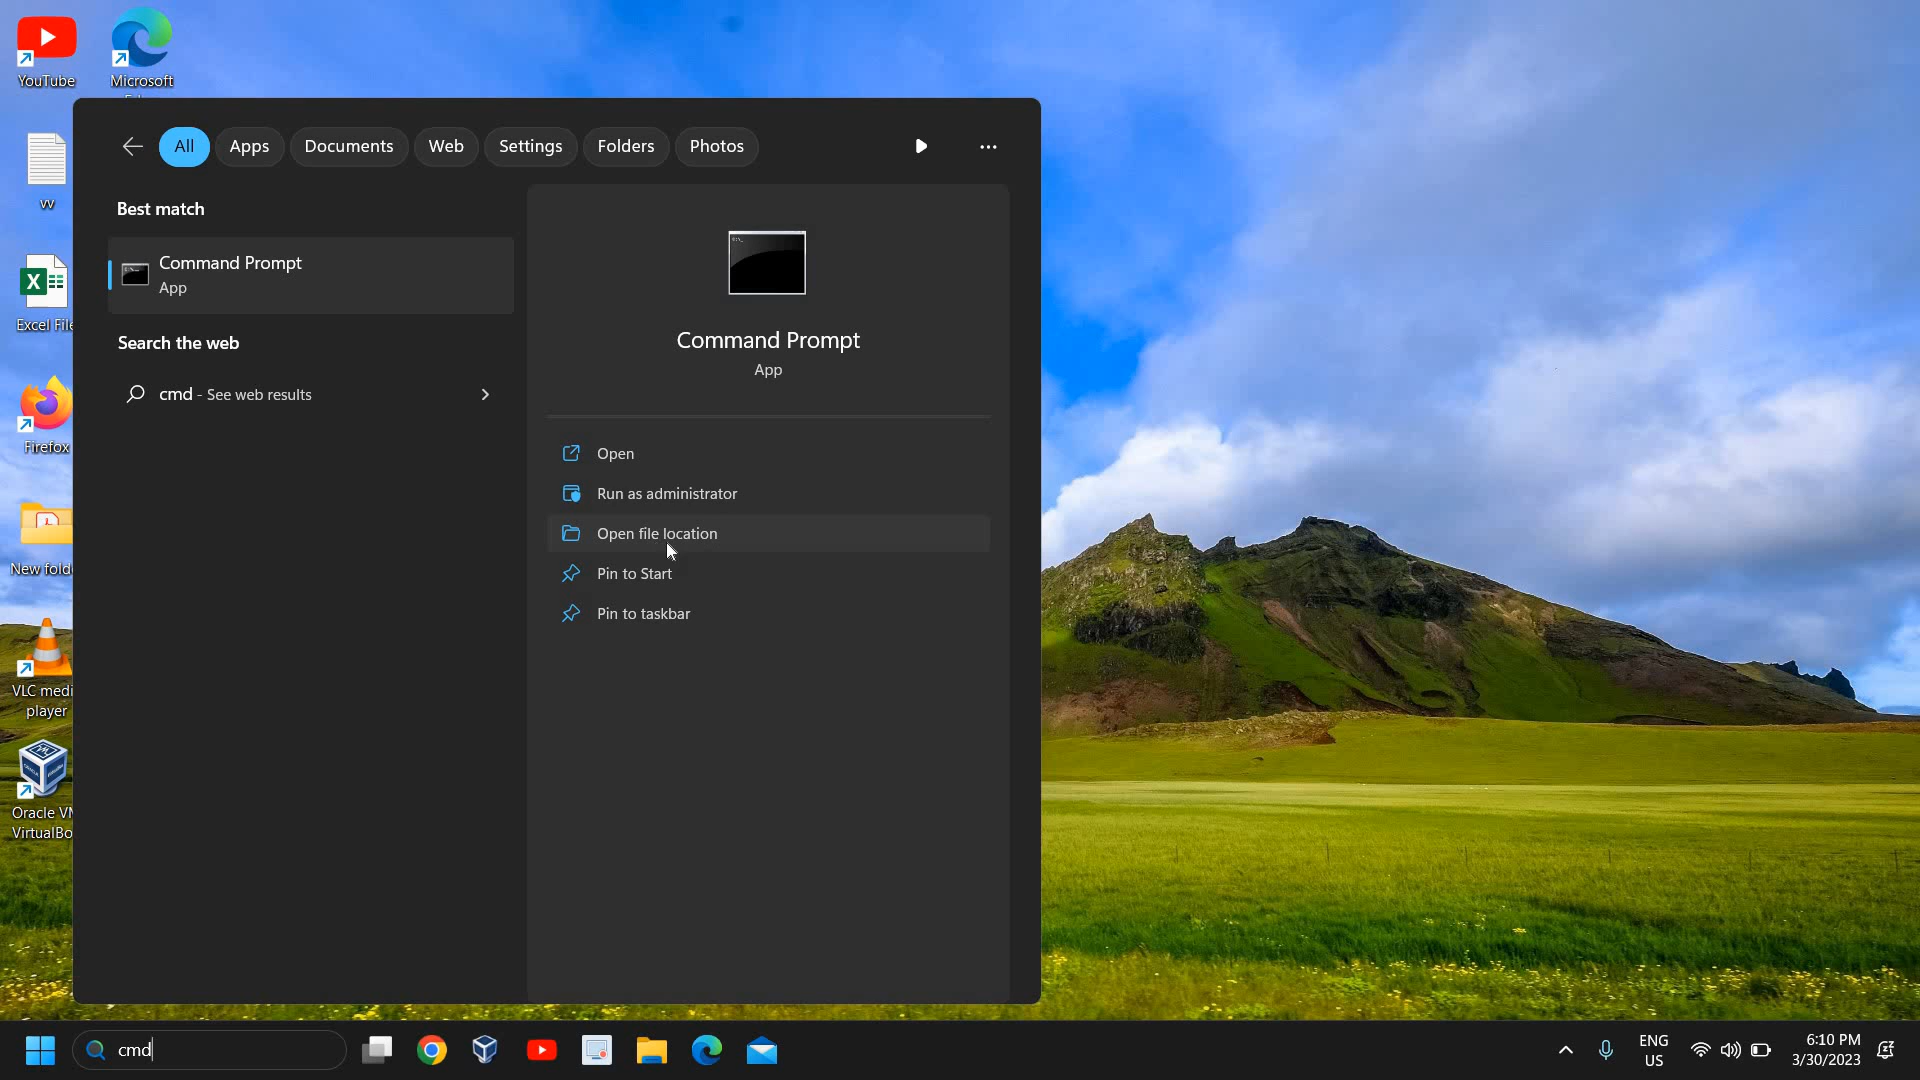 YouTube
Microsoft
vv
Excel File
Firefox
New fold
VLC medi
player
Oracle VM
VirtualBo
All
Apps
Documents
Web
Settings
Folders
Photos
Best match
Command Prompt
App
Search the web
cmd - See web results
Command Prompt
App
Open
Run as administrator
Open file location
Pin to Start
Pin to taskbar
cmd
ENG
US
6:10 PM
3/30/2023